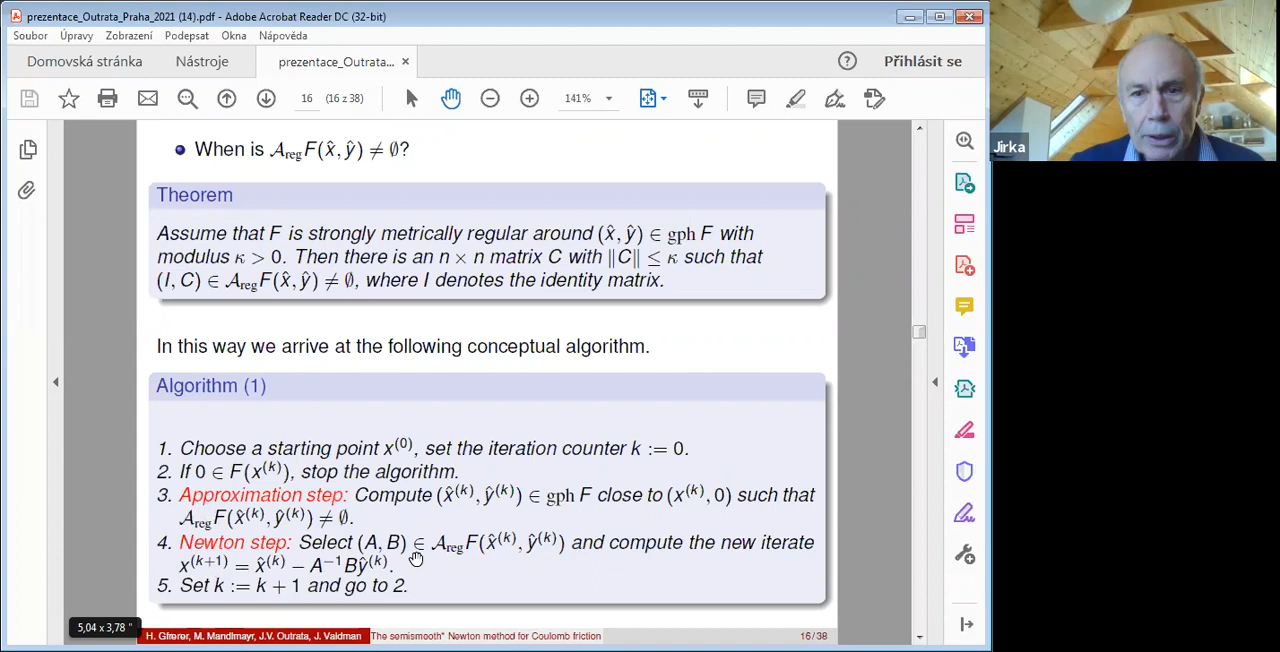 prezentace_Outrata_Praha_2021 (14).pdf - Adobe Acrobat Reader DC (32-bit)
Soubor Úpravy Zobrazení Podepsat Okna Nápověda
Domovská stránka Nástroje prezentace_Outrata... × Přihlásit se
16 (16 z 38) 141%
Jirka
• When is 𝒜reg F(x̂, ŷ) ≠ ∅?
Theorem
Assume that F is strongly metrically regular around (x̂, ŷ) ∈ gph F with
modulus κ > 0. Then there is an n × n matrix C with ‖C‖ ≤ κ such that
(I, C) ∈ 𝒜reg F(x̂, ŷ) ≠ ∅, where I denotes the identity matrix.
In this way we arrive at the following conceptual algorithm.
Algorithm (1)
1. Choose a starting point x⁽⁰⁾, set the iteration counter k := 0.
2. If 0 ∈ F(x⁽ᵏ⁾), stop the algorithm.
3. Approximation step: Compute (x̂⁽ᵏ⁾, ŷ⁽ᵏ⁾) ∈ gph F close to (x⁽ᵏ⁾, 0) such that
𝒜reg F(x̂⁽ᵏ⁾, ŷ⁽ᵏ⁾) ≠ ∅.
4. Newton step: Select (A, B) ∈ 𝒜reg F(x̂⁽ᵏ⁾, ŷ⁽ᵏ⁾) and compute the new iterate
x⁽ᵏ⁺¹⁾ = x̂⁽ᵏ⁾ − A⁻¹Bŷ⁽ᵏ⁾.
5. Set k := k + 1 and go to 2.
5,04 x 3,78 "
H. Gfrerer, M. Mandlmayr, J.V. Outrata, J. Valdman The semismooth* Newton method for Coulomb friction 16/38